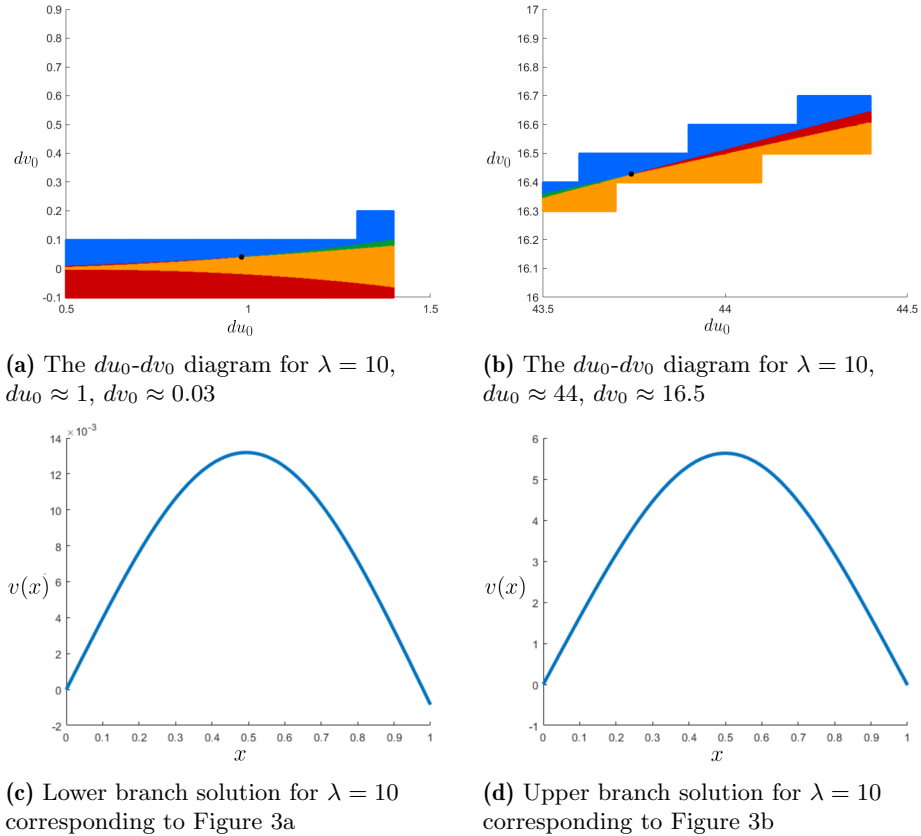 0.9
0.8
0.7
0.6
0.5
0.4
0.3
0.2
0.1
0
-0.1
dv₀
0.5 1 1.5
du₀
17
16.9
16.8
16.7
16.6
16.5
16.4
16.3
16.2
16.1
16
dv₀
43.5 44 44.5
du₀
(a) The du₀-dv₀ diagram for λ = 10,
du₀ ≈ 1, dv₀ ≈ 0.03
(b) The du₀-dv₀ diagram for λ = 10,
du₀ ≈ 44, dv₀ ≈ 16.5
×10⁻³
14
12
10
8
6
4
2
0
-2
v(x)
0 0.1 0.2 0.3 0.4 0.5 0.6 0.7 0.8 0.9 1
x
6
5
4
3
2
1
0
-1
v(x)
0 0.1 0.2 0.3 0.4 0.5 0.6 0.7 0.8 0.9 1
x
(c) Lower branch solution for λ = 10
corresponding to Figure 3a
(d) Upper branch solution for λ = 10
corresponding to Figure 3b